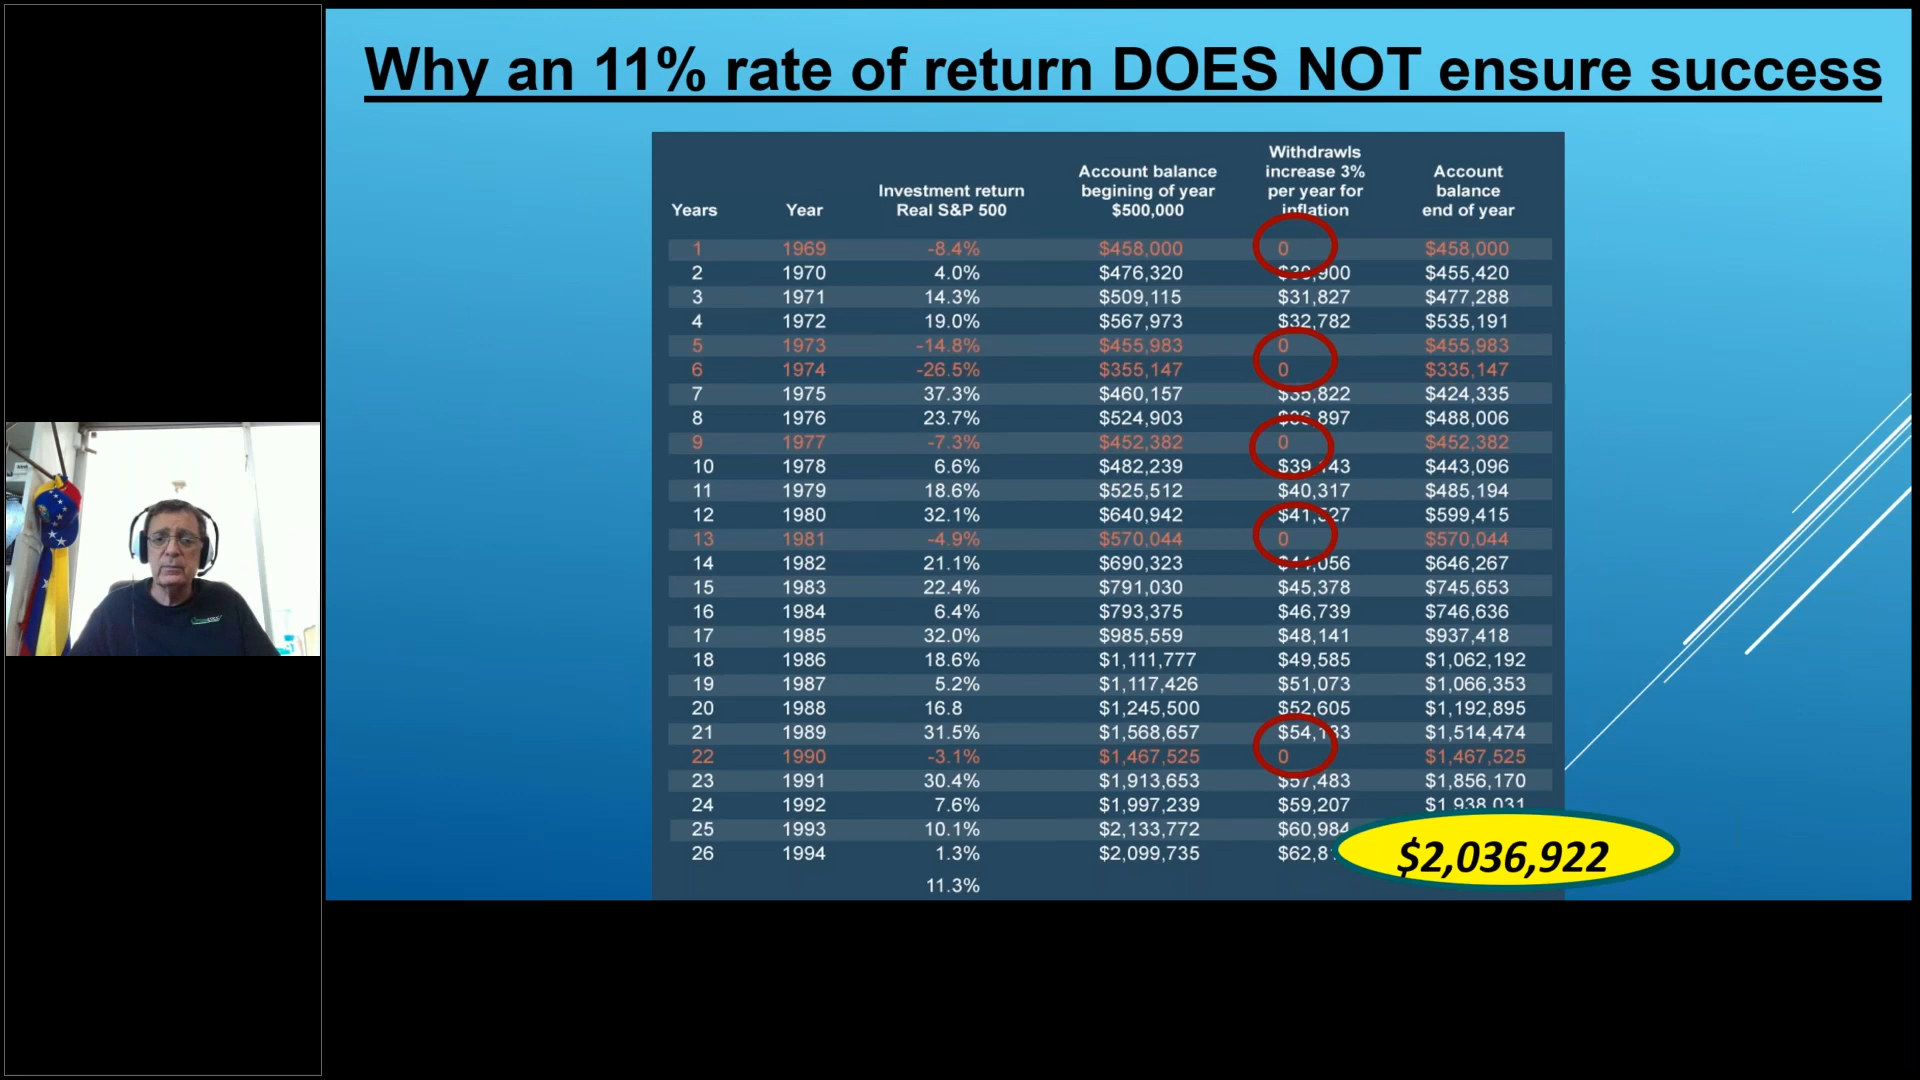 Why an 11% rate of return DOES NOT ensure success
Years Year Investment return Real S&P 500 Account balance begining of year $500,000 Withdrawls increase 3% per year for inflation Account balance end of year
1 1969 -8.4% $458,000 0 $458,000
2 1970 4.0% $476,320 $455,420
3 1971 14.3% $509,115 $31,827 $477,288
4 1972 19.0% $567,973 $32,782 $535,191
5 1973 -14.8% $455,983 0 $455,983
6 1974 -26.5% $355,147 0 $335,147
7 1975 37.3% $460,157 $35,822 $424,335
8 1976 23.7% $524,903 $36,897 $488,006
9 1977 -7.3% $452,382 0 $452,382
10 1978 6.6% $482,239 $39,143 $443,096
11 1979 18.6% $525,512 $40,317 $485,194
12 1980 32.1% $640,942 $41,527 $599,415
13 1981 -4.9% $570,044 0 $570,044
14 1982 21.1% $690,323 $646,267
15 1983 22.4% $791,030 $45,378 $745,653
16 1984 6.4% $793,375 $46,739 $746,636
17 1985 32.0% $985,559 $48,141 $937,418
18 1986 18.6% $1,111,777 $49,585 $1,062,192
19 1987 5.2% $1,117,426 $51,073 $1,066,353
20 1988 16.8 $1,245,500 $52,605 $1,192,895
21 1989 31.5% $1,568,657 $1,514,474
22 1990 -3.1% $1,467,525 0 $1,467,525
23 1991 30.4% $1,913,653 $57,483 $1,856,170
24 1992 7.6% $1,997,239 $59,207 $1,938,031
25 1993 10.1% $2,133,772 $60,984
26 1994 1.3% $2,099,735 $2,036,922
11.3%